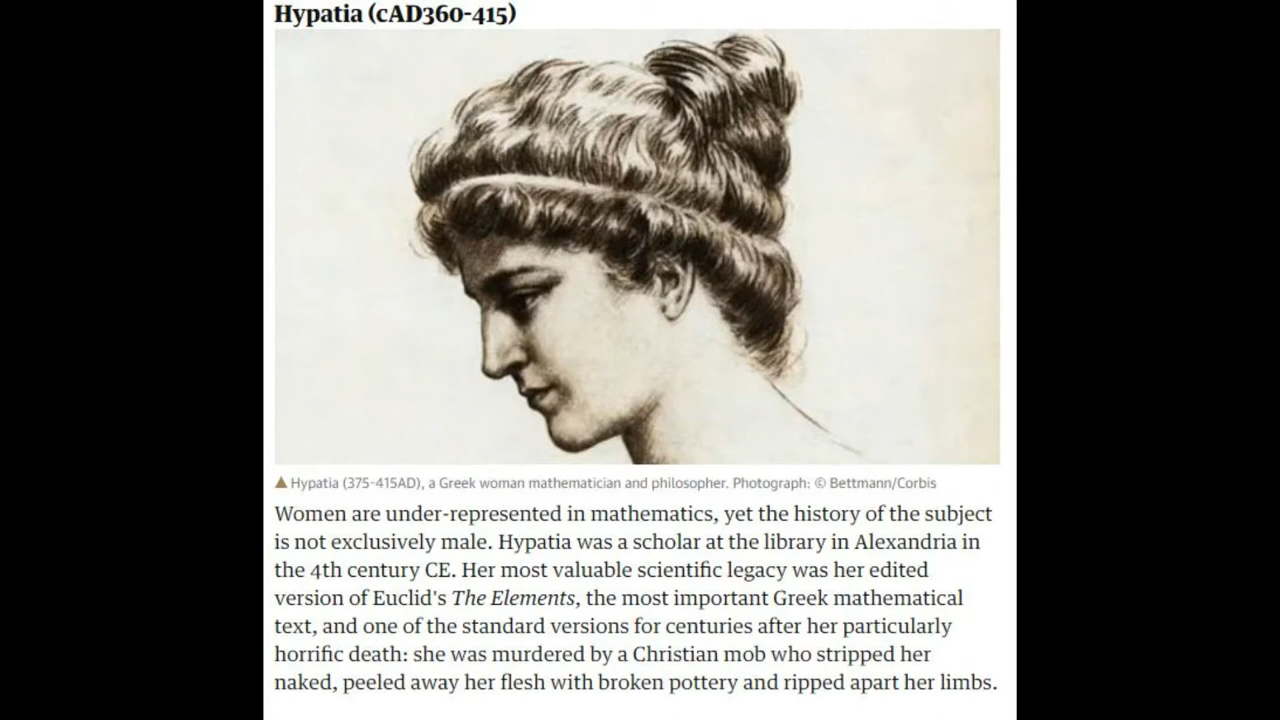 Hypatia (cAD360-415)
▲ Hypatia (375-415AD), a Greek woman mathematician and philosopher. Photograph: © Bettmann/Corbis
Women are under-represented in mathematics, yet the history of the subject
is not exclusively male. Hypatia was a scholar at the library in Alexandria in
the 4th century CE. Her most valuable scientific legacy was her edited
version of Euclid's The Elements, the most important Greek mathematical
text, and one of the standard versions for centuries after her particularly
horrific death: she was murdered by a Christian mob who stripped her
naked, peeled away her flesh with broken pottery and ripped apart her limbs.